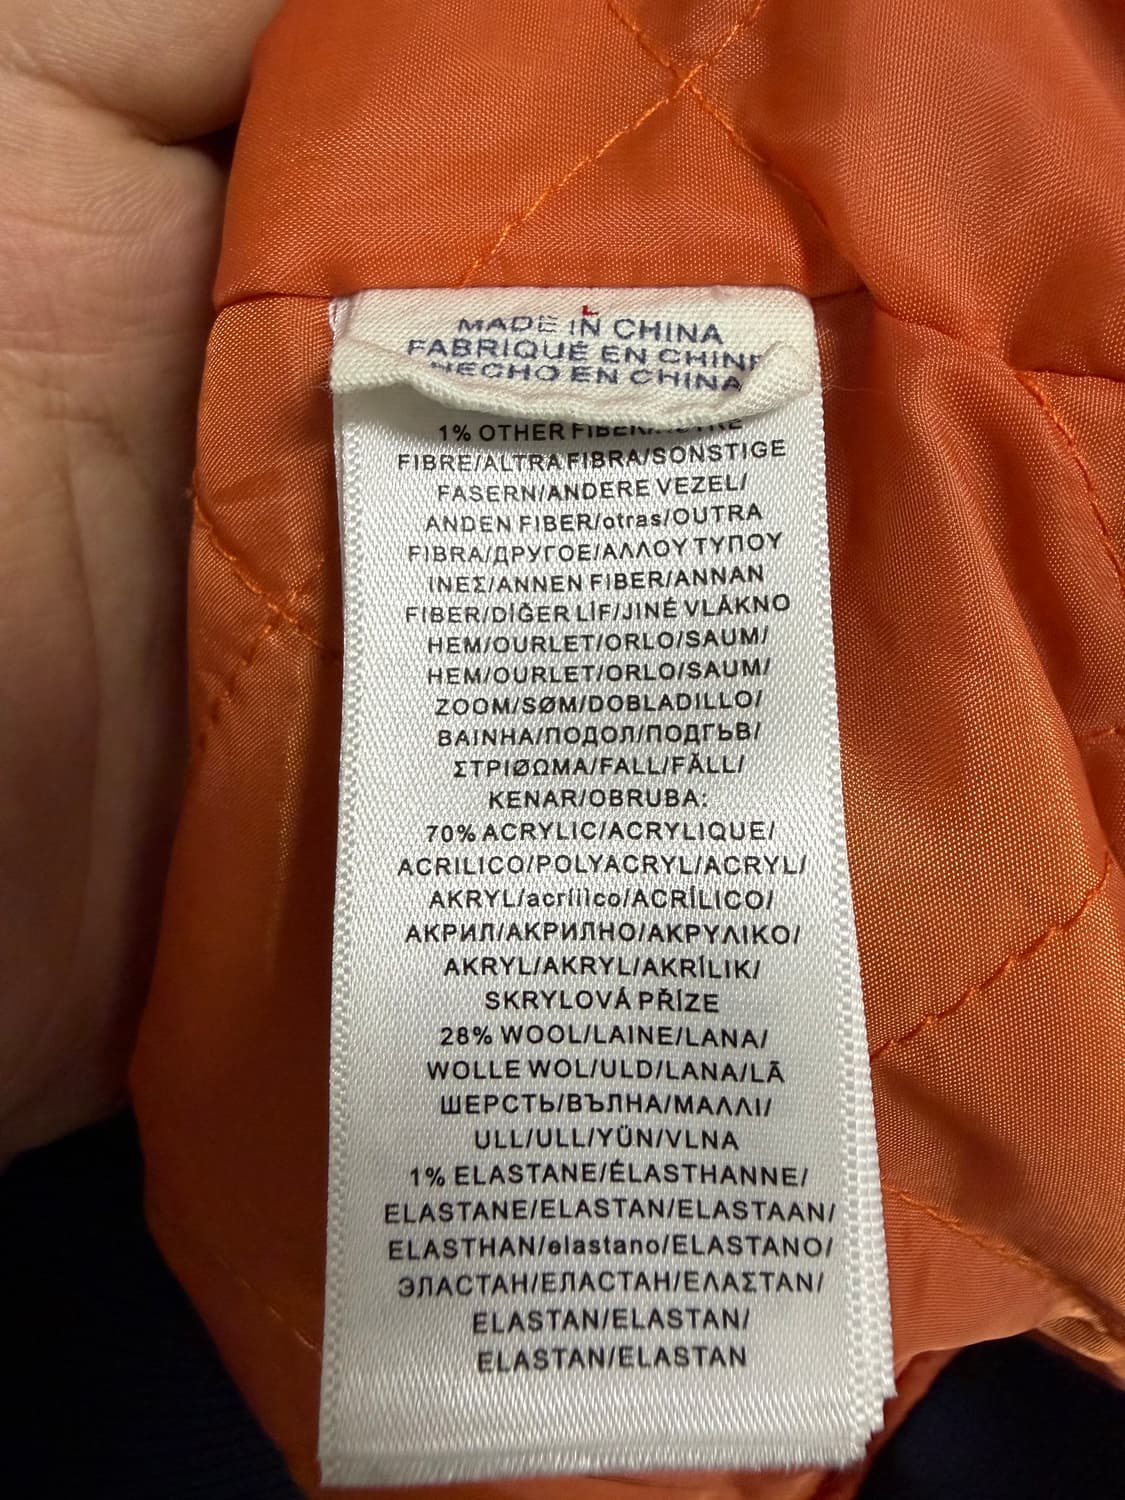 L
MADE IN CHINA
FABRIQUÉ EN CHINE
HECHO EN CHINA
1% OTHER
FIBRE/ALTRA FIBRA/SONSTIGE
FASERN/ANDERE VEZEL/
ANDEN FIBER/otras/OUTRA
FIBRA/ДРУГОЕ/ΑΛΛΟΥ ΤΥΠΟΥ
ΙΝΕΣ/ANNEN FIBER/ANNAN
FIBER/DİĞER LİF/JINÉ VLÁKNO
HEM/OURLET/ORLO/SAUM/
HEM/OURLET/ORLO/SAUM/
ZOOM/SØM/DOBLADILLO/
BAINHA/ПОДОЛ/ПОДГЬВ/
ΣΤΡΙØΩΜΑ/FALL/FĂLL/
KENAR/OBRUBA:
70% ACRYLIC/ACRYLIQUE/
ACRILICO/POLYACRYL/ACRYL/
AKRYL/acrílico/ACRÍLICO/
АКРИЛ/АКРИЛНО/ΑΚΡΥΛΙΚΟ/
AKRYL/AKRYL/AKRİLİK/
SKRYLOVÁ PŘÍZE
28% WOOL/LAINE/LANA/
WOLLE WOL/ULD/LANA/LÃ
ШЕРСТЬ/ВЪЛНА/ΜΑΛΛΙ/
ULL/ULL/YÜN/VLNA
1% ELASTANE/ÉLASTHANNE/
ELASTANE/ELASTAN/ELASTAAN/
ELASTHAN/elastano/ELASTANO/
ЭЛАСТАН/ЕЛАСТАН/ΕΛΑΣΤΑΝ/
ELASTAN/ELASTAN/
ELASTAN/ELASTAN